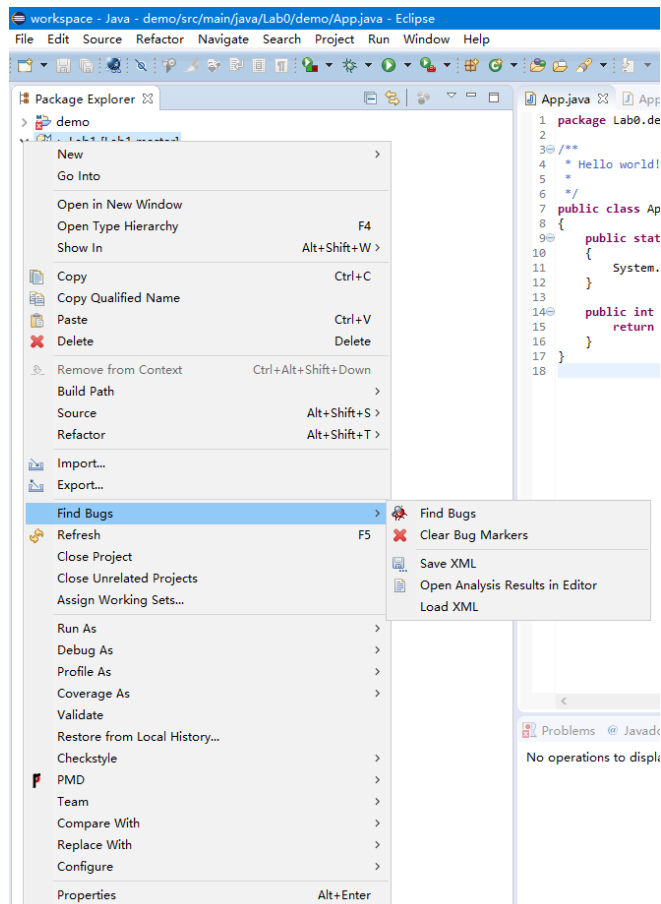 workspace - Java - demo/src/main/java/Lab0/demo/App.java - Eclipse
File Edit Source Refactor Navigate Search Project Run Window Help
Package Explorer
App.java App
demo
Lab1 [Lab1 master]
1 package Lab0.de
2
3 /**
4 * Hello world!
5 *
6 */
7 public class Ap
8 {
9 public stat
10 {
11 System.
12 }
13
14 public int
15 return
16 }
17 }
18
New
Go Into
Open in New Window
Open Type Hierarchy F4
Show In Alt+Shift+W >
Copy Ctrl+C
Copy Qualified Name
Paste Ctrl+V
Delete Delete
Remove from Context Ctrl+Alt+Shift+Down
Build Path
Source Alt+Shift+S >
Refactor Alt+Shift+T >
Import...
Export...
Find Bugs
Refresh F5
Close Project
Close Unrelated Projects
Assign Working Sets...
Run As
Debug As
Profile As
Coverage As
Validate
Restore from Local History...
Checkstyle
PMD
Team
Compare With
Replace With
Configure
Properties Alt+Enter
Find Bugs
Clear Bug Markers
Save XML
Open Analysis Results in Editor
Load XML
Problems @ Javado
No operations to displa